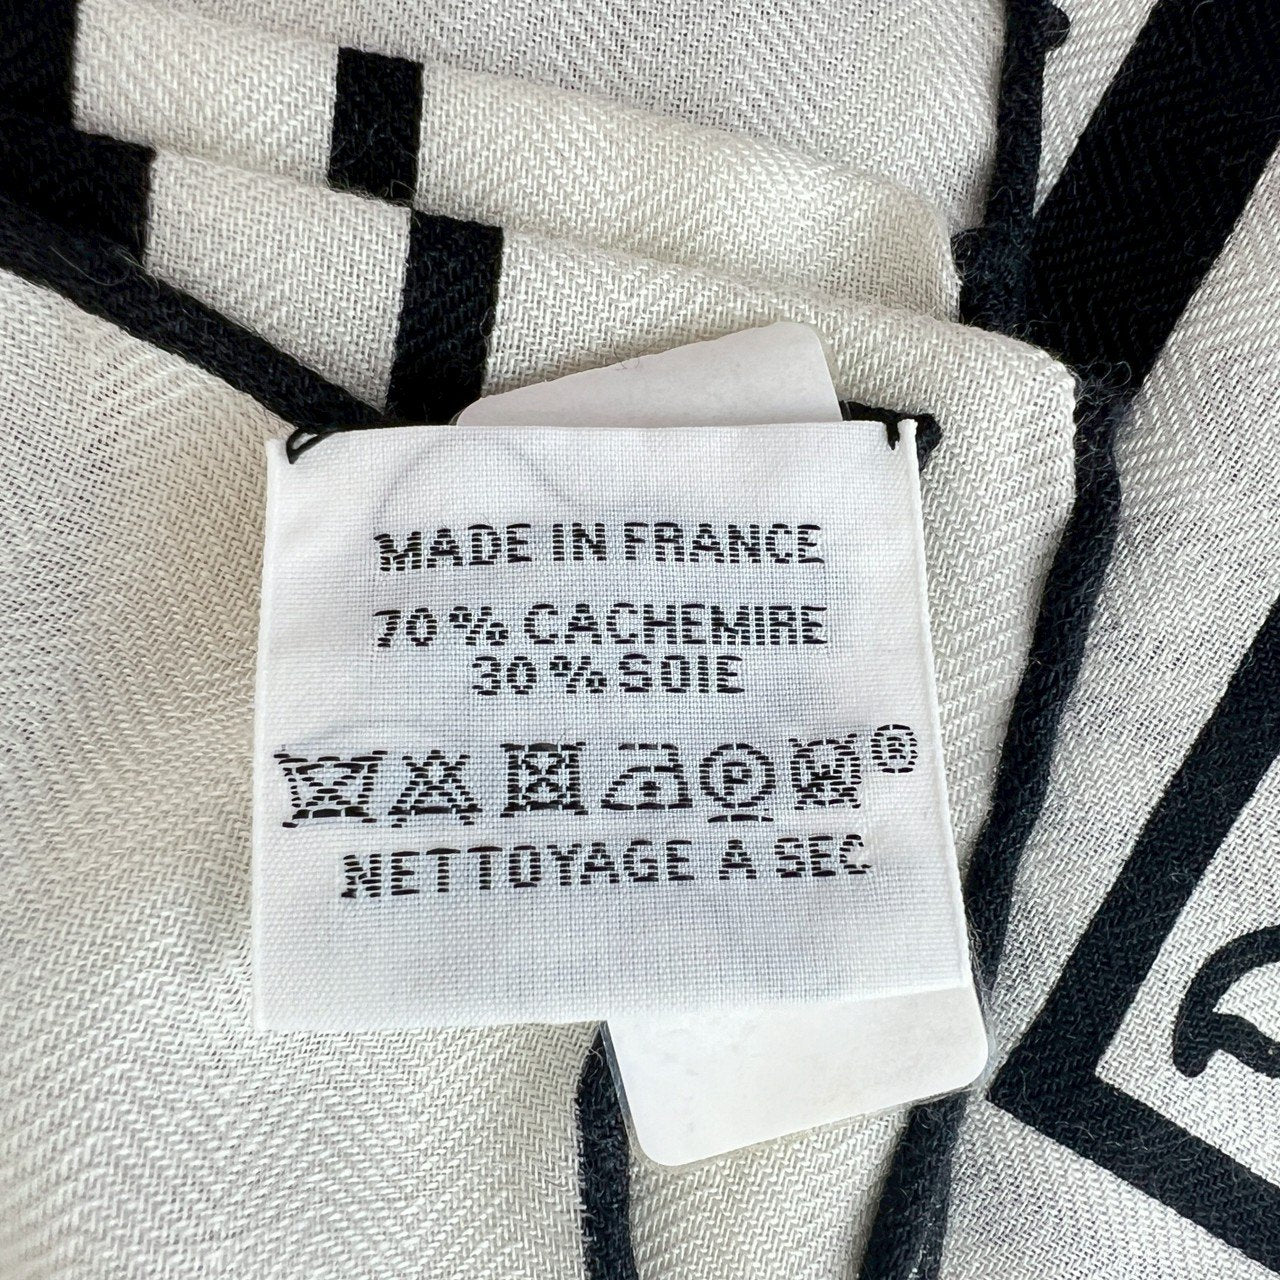 MADE IN FRANCE
70% CACHEMIRE
30% SOIE
P ®
NETTOYAGE A SEC